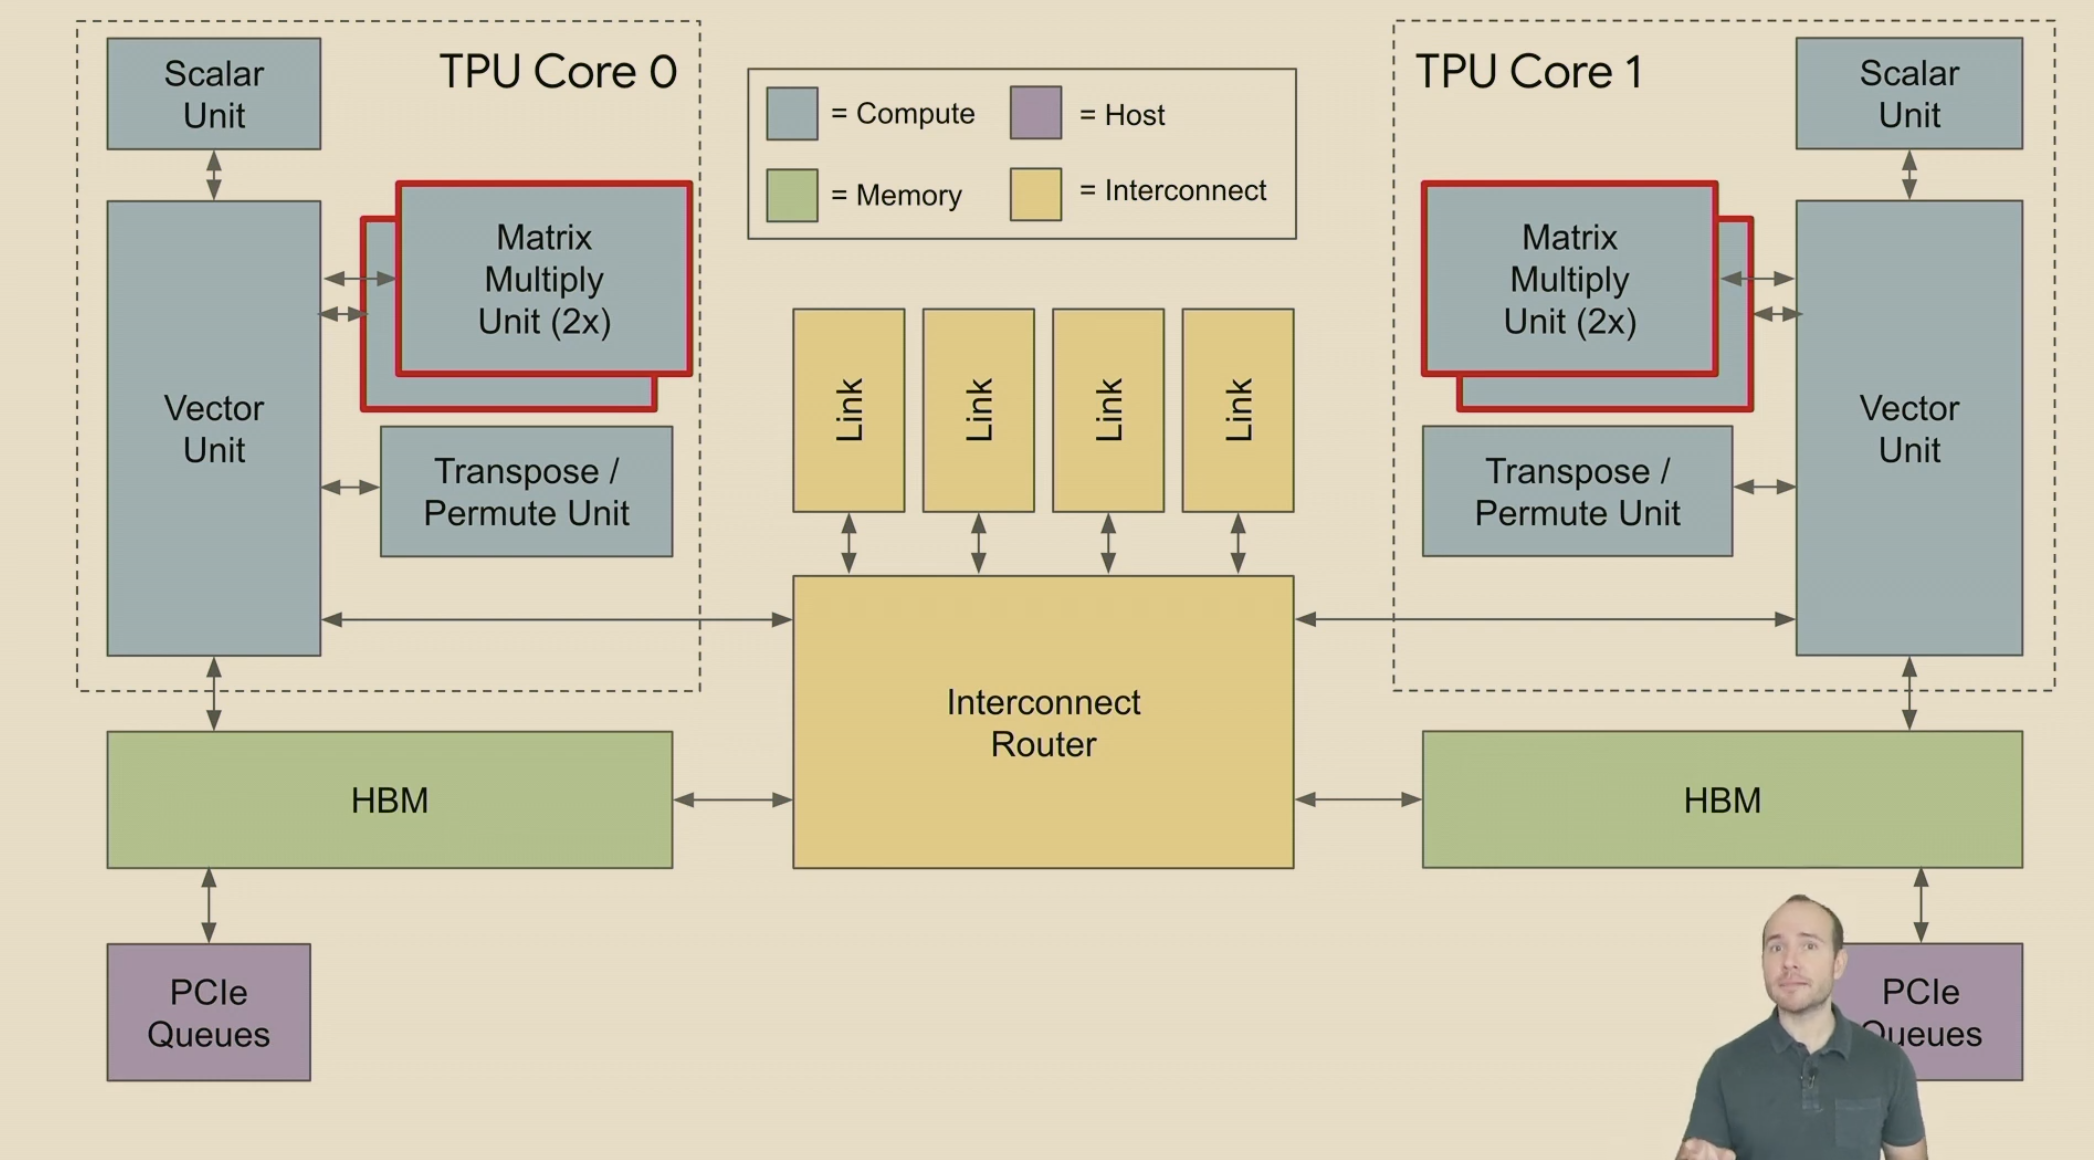 TPU Core 0
Scalar
Unit
Matrix
Multiply
Unit (2x)
Vector
Unit
Transpose /
Permute Unit
HBM
PCIe
Queues
= Compute
= Host
= Memory
= Interconnect
Link
Link
Link
Link
Interconnect
Router
TPU Core 1
Scalar
Unit
Matrix
Multiply
Unit (2x)
Vector
Unit
Transpose /
Permute Unit
HBM
PCIe
Queues